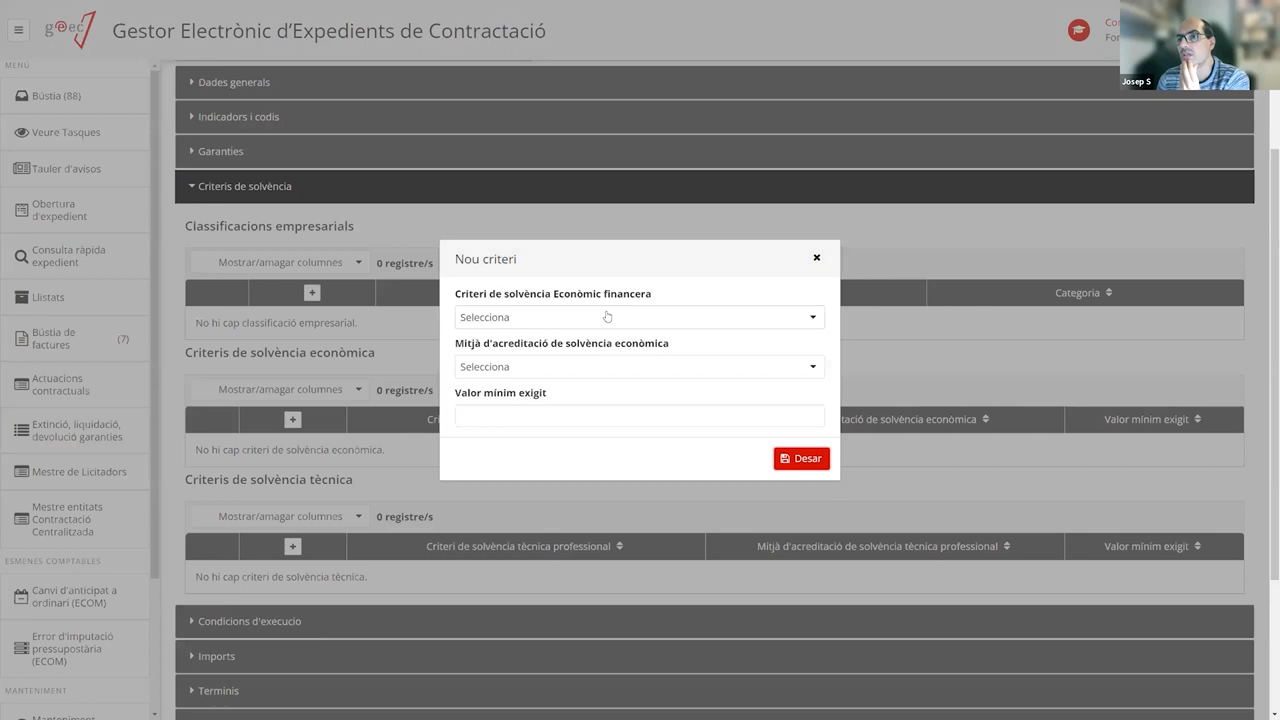 geec
Gestor Electrònic d'Expedients de Contractació
Josep S
MENÚ
Bústia (88)
Veure Tasques
Tauler d'avisos
Obertura
d'expedient
Consulta ràpida
expedient
Llistats
Bústia de
factures
(7)
Actuacions
contractuals
Extinció, liquidació,
devolució garanties
Mestre de Licitadors
Mestre entitats
Contractació
Centralitzada
ESMENES COMPTABLES
Canvi d'anticipat a
ordinari (ECOM)
Error d'imputació
pressupostària
(ECOM)
MANTENIMENT
Manteniment
Dades generals
Indicadors i codis
Garanties
Criteris de solvència
Classificacions empresarials
Mostrar/amagar columnes
0 registre/s
+
Categoria
No hi cap classificació empresarial.
Criteris de solvència econòmica
Mostrar/amagar columnes
0 registre/s
+
tació de solvència econòmica
Valor mínim exigit
No hi cap criteri de solvència econòmica.
Criteris de solvència tècnica
Mostrar/amagar columnes
0 registre/s
+
Criteri de solvència tècnica professional
Mitjà d'acreditació de solvència tècnica professional
Valor mínim exigit
No hi cap criteri de solvència tècnica.
Condicions d'execucio
Imports
Terminis
Nou criteri
Criteri de solvència Econòmic financera
Selecciona
Mitjà d'acreditació de solvència econòmica
Selecciona
Valor mínim exigit
Desar